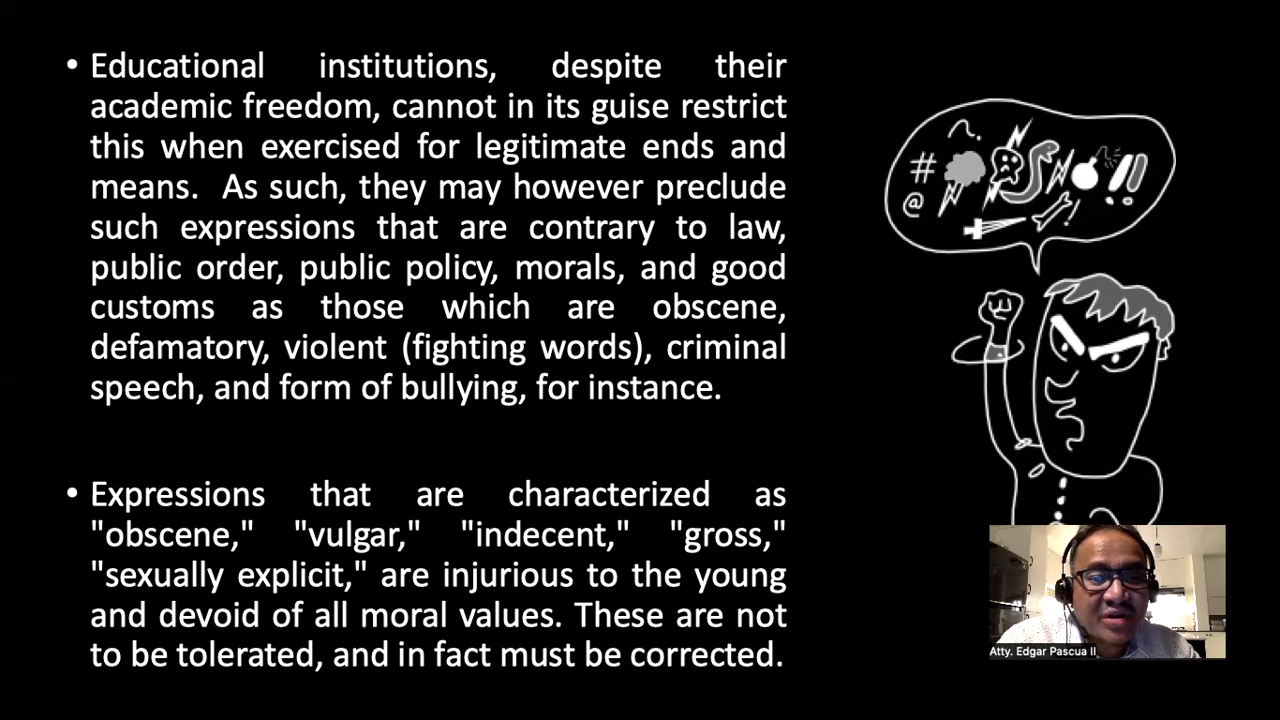 • Educational institutions, despite their
academic freedom, cannot in its guise restrict
this when exercised for legitimate ends and
means.  As such, they may however preclude
such expressions that are contrary to law,
public order, public policy, morals, and good
customs as those which are obscene,
defamatory, violent (fighting words), criminal
speech, and form of bullying, for instance.
• Expressions that are characterized as
"obscene," "vulgar," "indecent," "gross,"
"sexually explicit," are injurious to the young
and devoid of all moral values. These are not
to be tolerated, and in fact must be corrected.
#
@
Atty. Edgar Pascua II